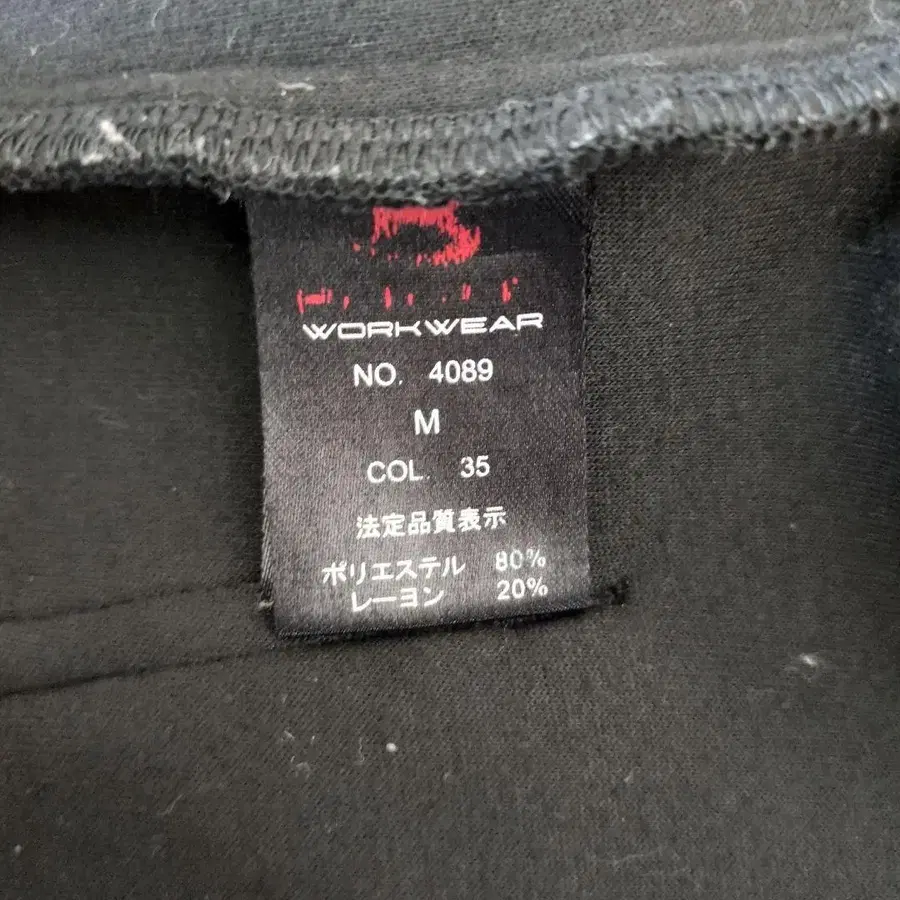 WORKWEAR
NO. 4089
M
COL. 35
法定品質表示
ポリエステル 80%
レーヨン 20%